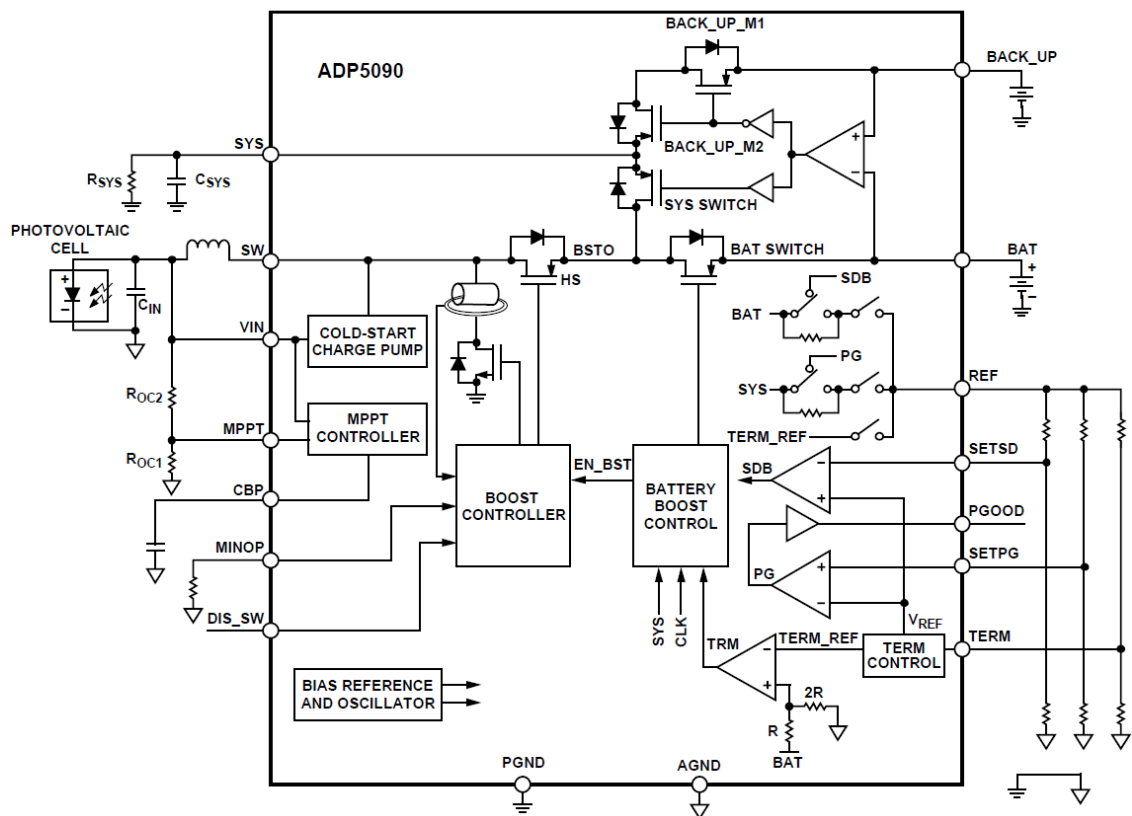 BACK_UP_M1
ADP5090
BACK_UP
SYS
BACK_UP_M2
+
−
RSYS
CSYS
SYS SWITCH
PHOTOVOLTAIC
CELL
SW
BSTO
BAT SWITCH
BAT
HS
+
−
+
−
CIN
SDB
BAT
VIN
COLD-START
CHARGE PUMP
PG
REF
SYS
ROC2
MPPT
CONTROLLER
MPPT
TERM_REF
SETSD
ROC1
EN_BST
SDB
−
+
CBP
BOOST
CONTROLLER
BATTERY
BOOST
CONTROL
PGOOD
MINOP
SETPG
PG
+
−
DIS_SW
SYS
CLK
TRM
VREF
TERM_REF
TERM
CONTROL
TERM
−
+
BIAS REFERENCE
AND OSCILLATOR
2R
R
BAT
PGND
AGND